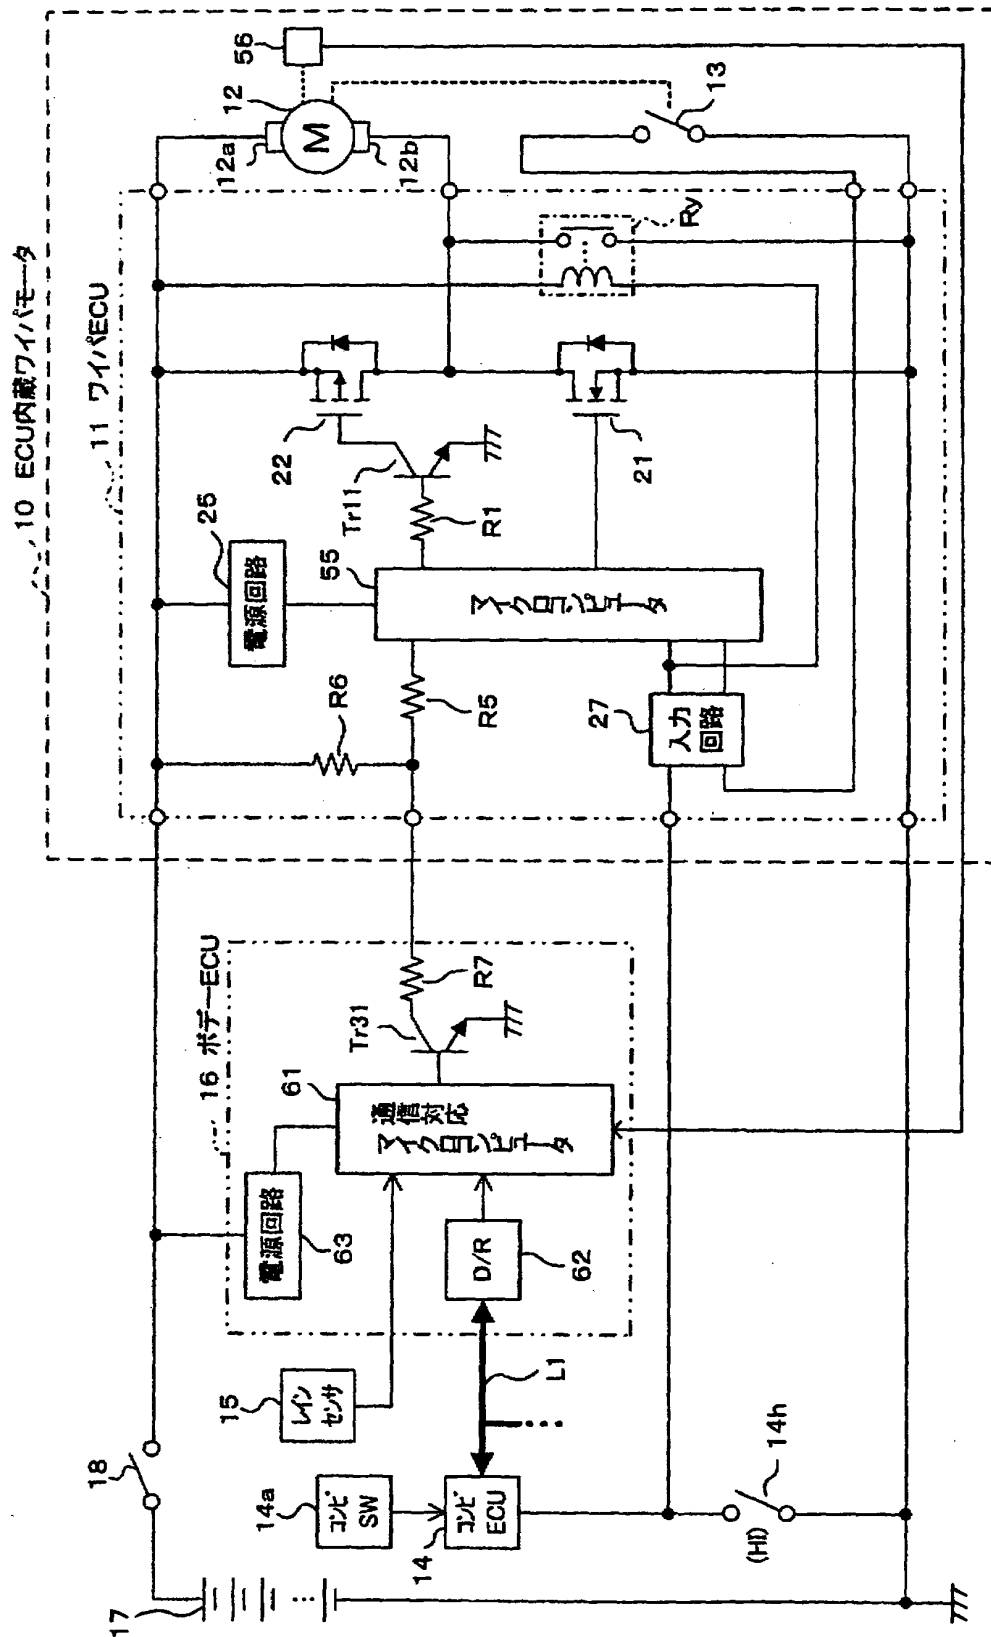 10 ECU内蔵ワイパモータ
11 ワイパECU
56
12
12a
M
12b
13
Ry
25
電源回路
22
Tr11
R1
21
55
マイクロコンピュータ
R6
R5
27
入力
回路
16 ボデーECU
R7
Tr31
61
通信対応
マイクロコンピュータ
電源回路
63
D/R
62
15
レイン
センサ
L1
18
14a
コンビ
SW
コンビ
ECU
14
14h
(HI)
17